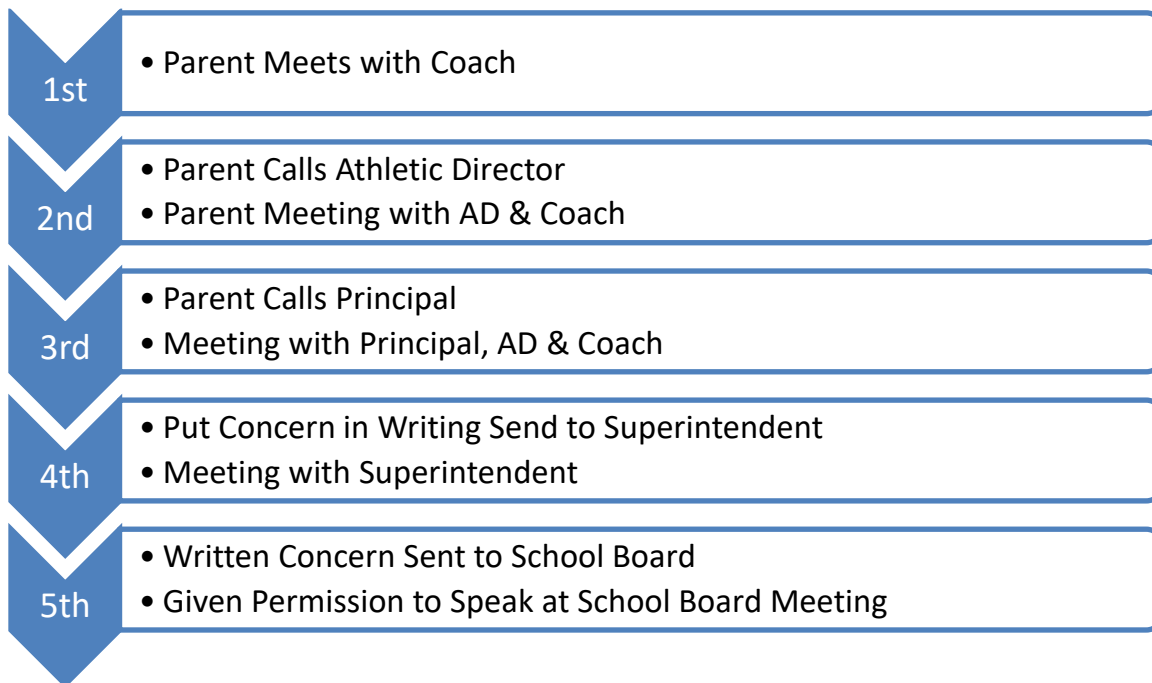 1st
• Parent Meets with Coach
2nd
• Parent Calls Athletic Director
• Parent Meeting with AD & Coach
3rd
• Parent Calls Principal
• Meeting with Principal, AD & Coach
4th
• Put Concern in Writing Send to Superintendent
• Meeting with Superintendent
5th
• Written Concern Sent to School Board
• Given Permission to Speak at School Board Meeting